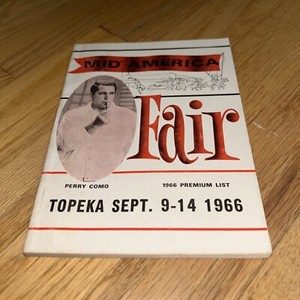 MID AMERICA
Fair
PERRY COMO 1966 PREMIUM LIST
TOPEKA SEPT. 9-14 1966